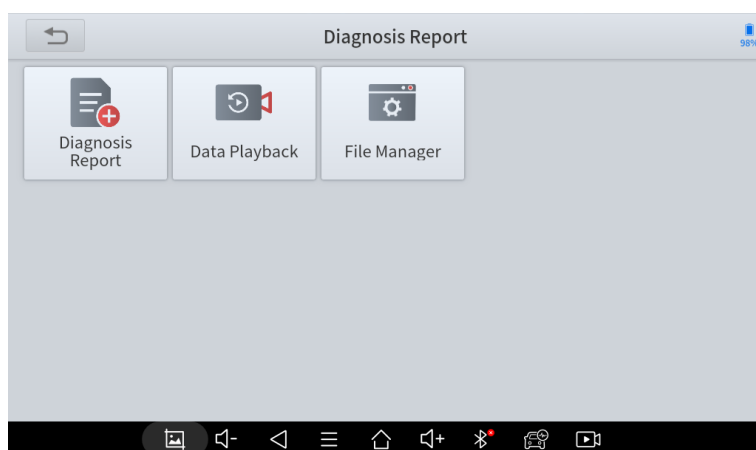 Diagnosis Report
98%
Diagnosis
Report
Data Playback
File Manager